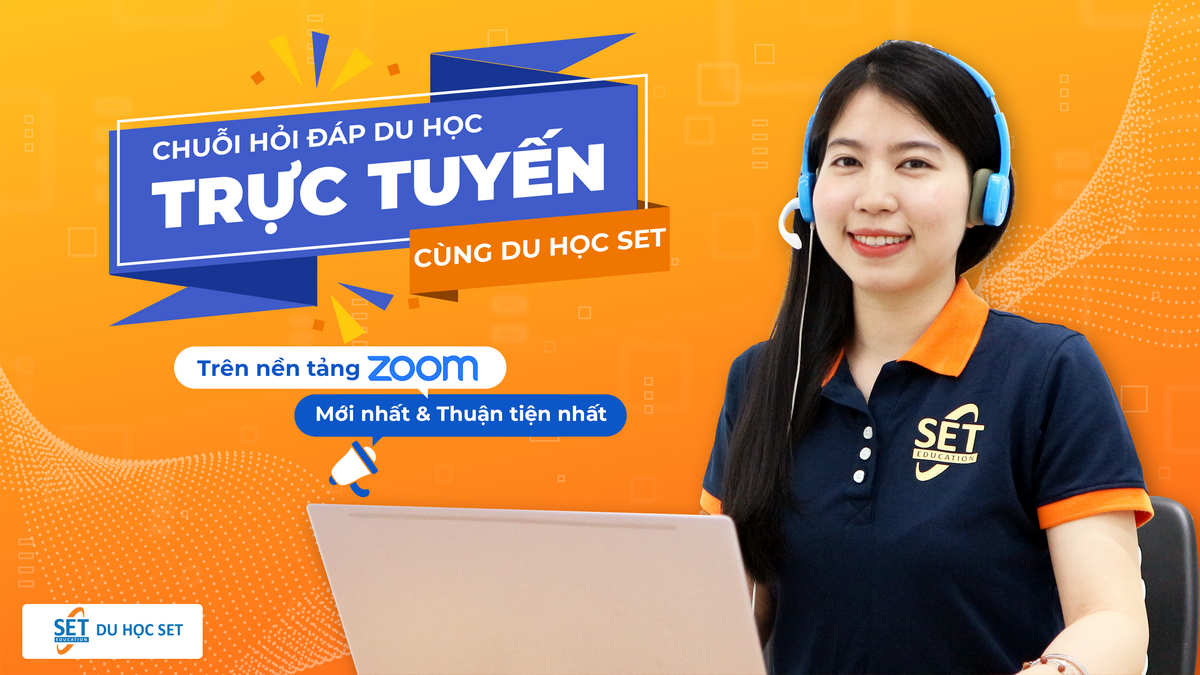 CHUỖI HỎI ĐÁP DU HỌC
TRỰC TUYẾN
CÙNG DU HỌC SET
Trên nền tảng zoom
Mới nhất & Thuận tiện nhất
SET
EDUCATION
SET
EDUCATION
DU HỌC SET